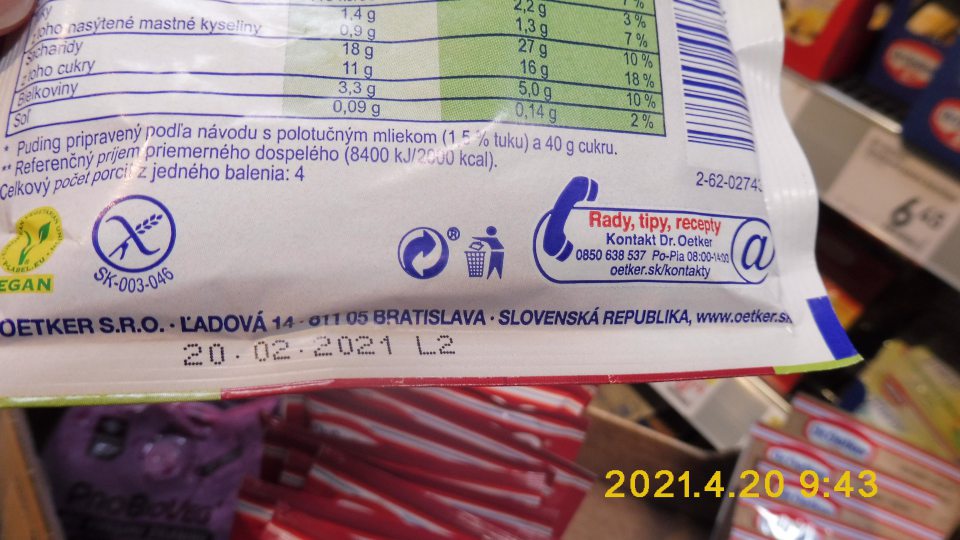 1,4 g 2,2 g 3 %
toho nasýtené mastné kyseliny 0,9 g 1,3 g 7 %
Sacharidy 18 g 27 g 10 %
z toho cukry 11 g 16 g 18 %
Bielkoviny 3,3 g 5,0 g 10 %
Soľ 0,09 g 0,14 g 2 %
* Puding pripravený podľa návodu s polotučným mliekom (1,5 % tuku) a 40 g cukru.
** Referenčný príjem priemerného dospelého (8400 kJ/2000 kcal).
Celkový počet porcií z jedného balenia: 4
2-62-02743
6,45
EGAN
SK-003-046
®
Rady, tipy, recepty
Kontakt Dr. Oetker
0850 638 537 Po-Pia 08:00-14:00
oetker.sk/kontakty
@
OETKER S.R.O. · ĽADOVÁ 14 · 811 05 BRATISLAVA · SLOVENSKÁ REPUBLIKA, www.oetker.sk
20.02.2021 L2
2021.4.20 9:43